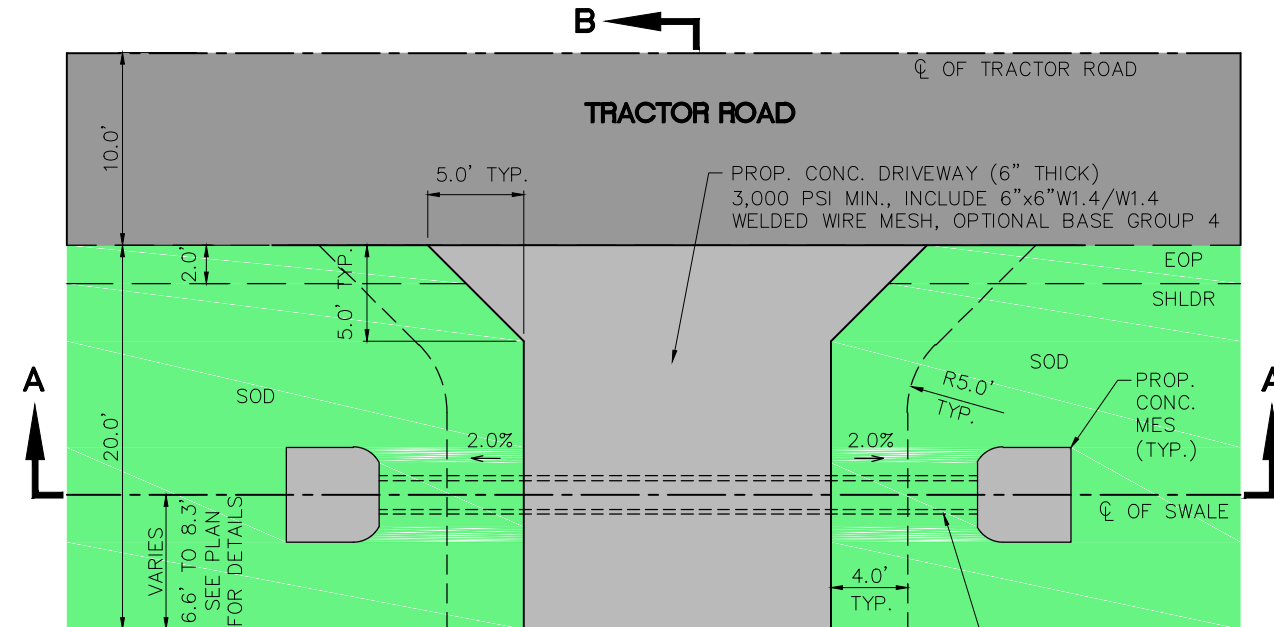 B
℄ OF TRACTOR ROAD
TRACTOR ROAD
10.0'
5.0' TYP.
PROP. CONC. DRIVEWAY (6" THICK)
3,000 PSI MIN., INCLUDE 6"x6"W1.4/W1.4
WELDED WIRE MESH, OPTIONAL BASE GROUP 4
2.0'
5.0' TYP.
EOP
SHLDR
A
SOD
20.0'
R5.0'
TYP.
SOD
PROP.
CONC.
MES
(TYP.)
A
2.0%
2.0%
℄ OF SWALE
VARIES
6.6' TO 8.3'
SEE PLAN
FOR DETAILS
4.0'
TYP.